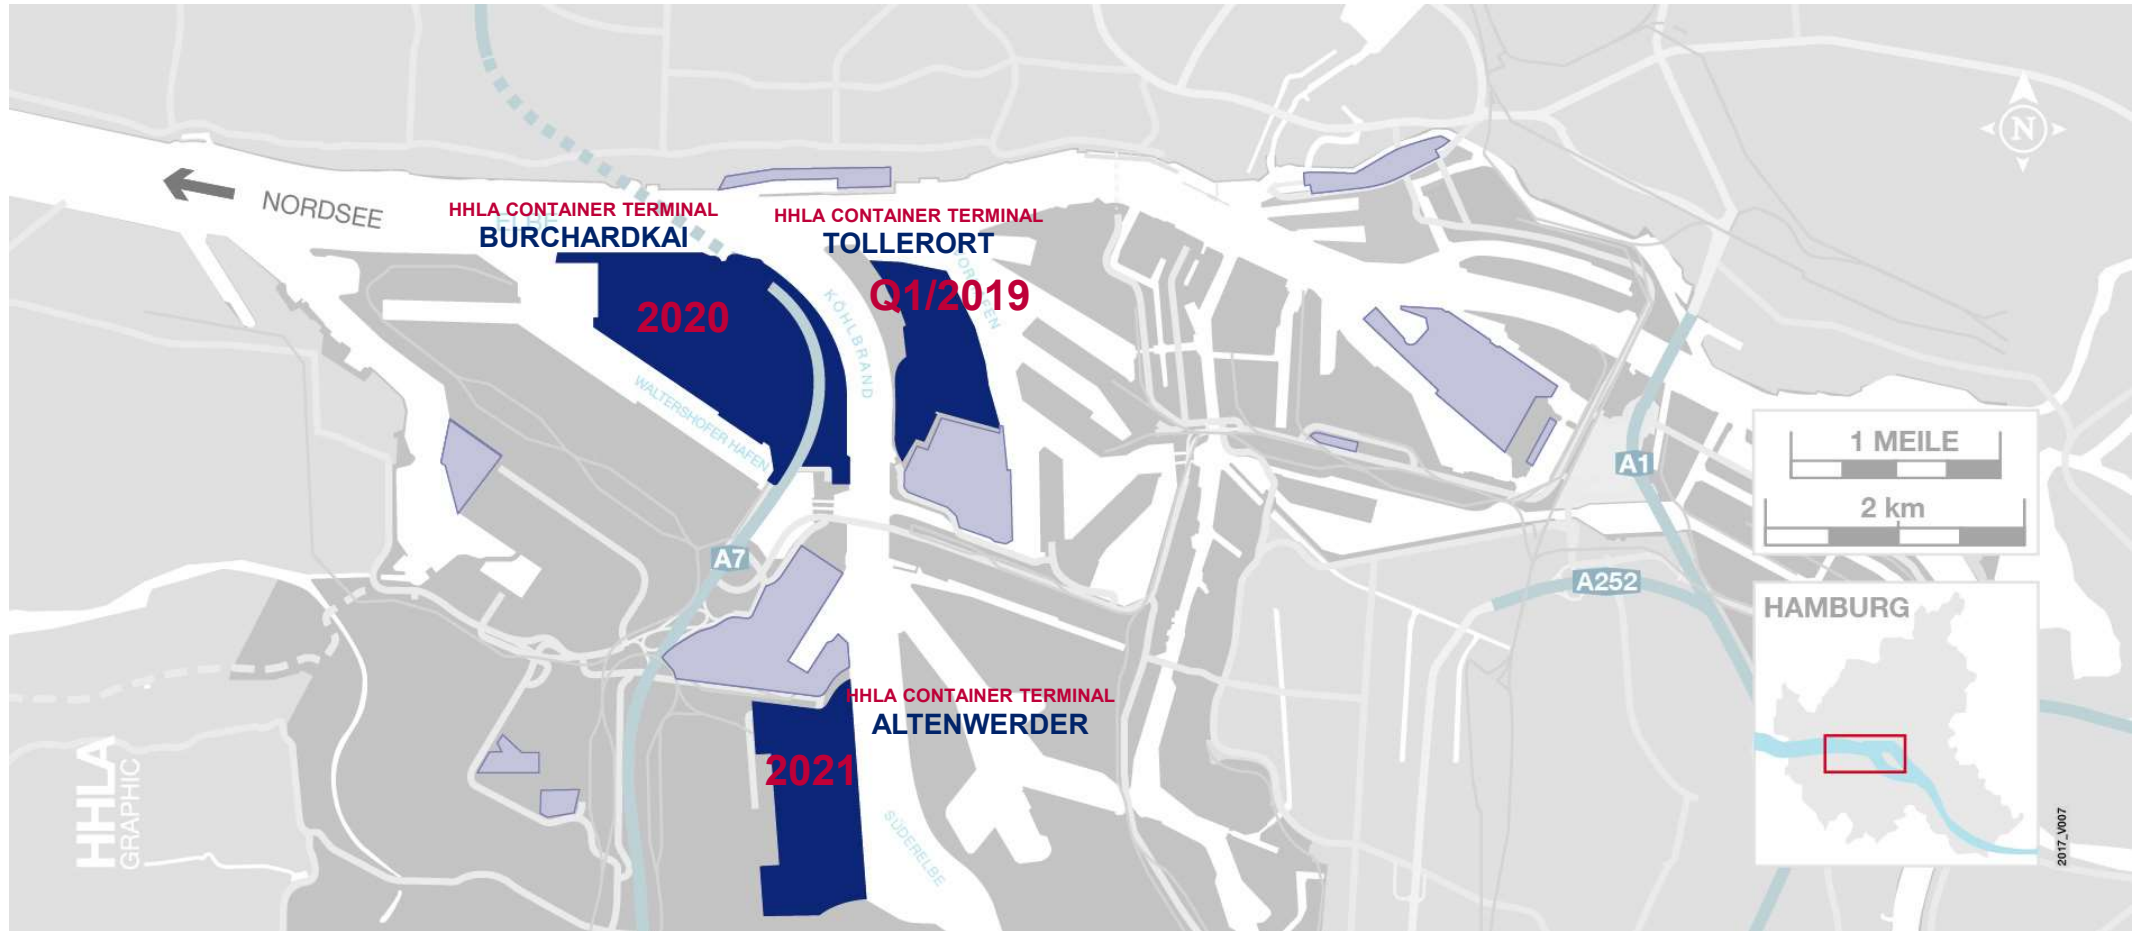 N
NORDSEE
ELBE
HHLA CONTAINER TERMINAL
BURCHARDKAI
2020
HHLA CONTAINER TERMINAL
TOLLERORT
Q1/2019
KÖHLBRAND
WALTERSHOFER HAFEN
A7
A1
A252
1 MEILE
2 km
HAMBURG
HHLA CONTAINER TERMINAL
ALTENWERDER
2021
SÜDERELBE
HHLA
GRAPHIC
2017_V007